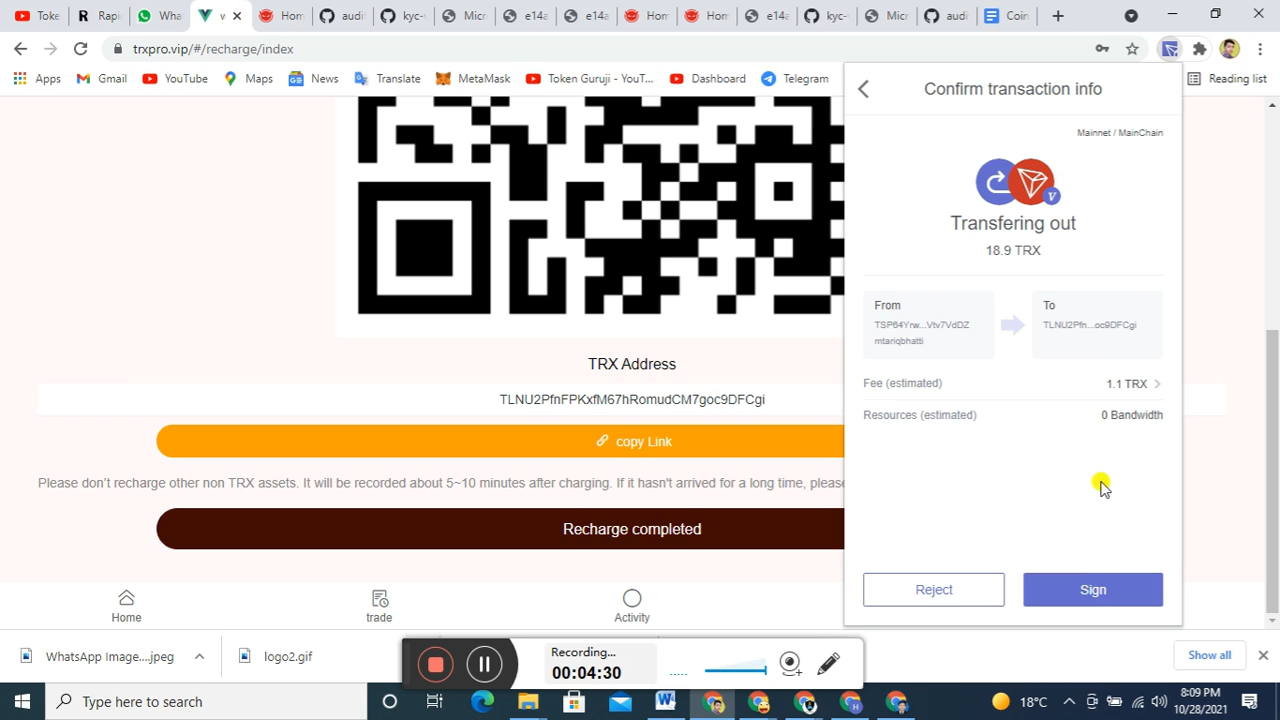 Toke
Rapi
Wha
w
Hom
audi
kyc-
Micr
e14a
e14a
Hom
Hom
e14a
kyc
Micr
audi
Coin
trxpro.vip/#/recharge/index
Apps
Gmail
YouTube
Maps
News
Translate
MetaMask
Token Guruji - YouT...
Dashboard
Telegram
Reading list
Confirm transaction info
Mainnet / MainChain
V
Transfering out
18.9 TRX
From
TSP64Yrw...Vtv7VdDZ
mtariqbhatti
To
TLNU2Pfn...oc9DFCgi
Fee (estimated)
1.1 TRX
Resources (estimated)
0 Bandwidth
Reject
Sign
TRX Address
TLNU2PfnFPKxfM67hRomudCM7goc9DFCgi
copy Link
Please don't recharge other non TRX assets. It will be recorded about 5~10 minutes after charging. If it hasn't arrived for a long time, please
Recharge completed
Home
trade
Activity
WhatsApp Image....jpeg
logo2.gif
Show all
Recording...
00:04:30
Type here to search
18°C
8:09 PM
10/28/2021